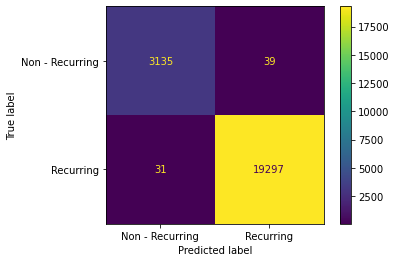 True label
Non - Recurring
Recurring
3135
39
31
19297
Non - Recurring
Recurring
Predicted label
17500
15000
12500
10000
7500
5000
2500